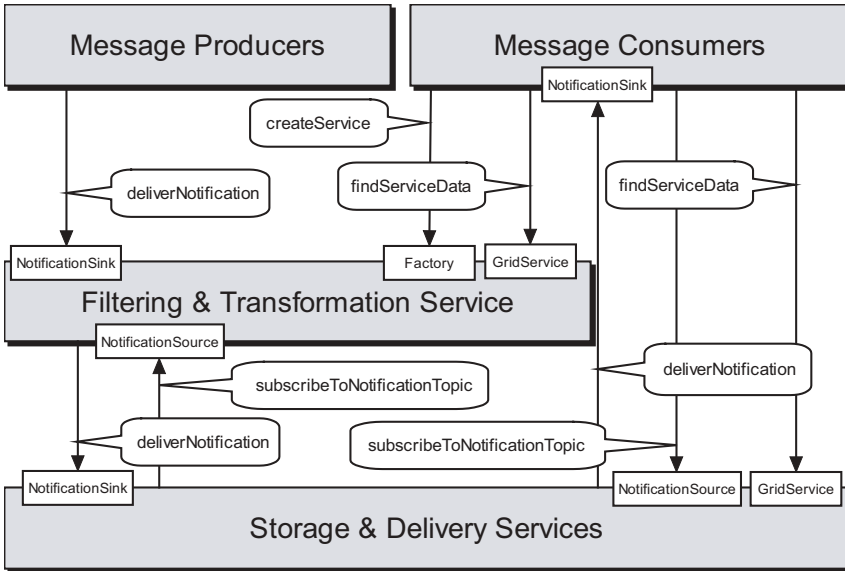 Message Producers
Message Consumers
NotificationSink
createService
deliverNotification
findServiceData
findServiceData
NotificationSink
Factory
GridService
Filtering & Transformation Service
NotificationSource
subscribeToNotificationTopic
deliverNotification
deliverNotification
subscribeToNotificationTopic
NotificationSink
NotificationSource
GridService
Storage & Delivery Services